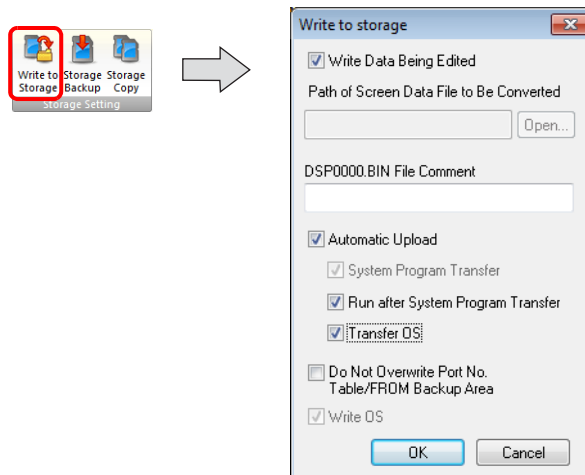 Write to Storage Storage
Storage Backup Copy
Storage Setting
Write to storage
Write Data Being Edited
Path of Screen Data File to Be Converted
Open...
DSP0000.BIN File Comment
Automatic Upload
System Program Transfer
Run after System Program Transfer
Transfer OS
Do Not Overwrite Port No.
Table/FROM Backup Area
Write OS
OK Cancel